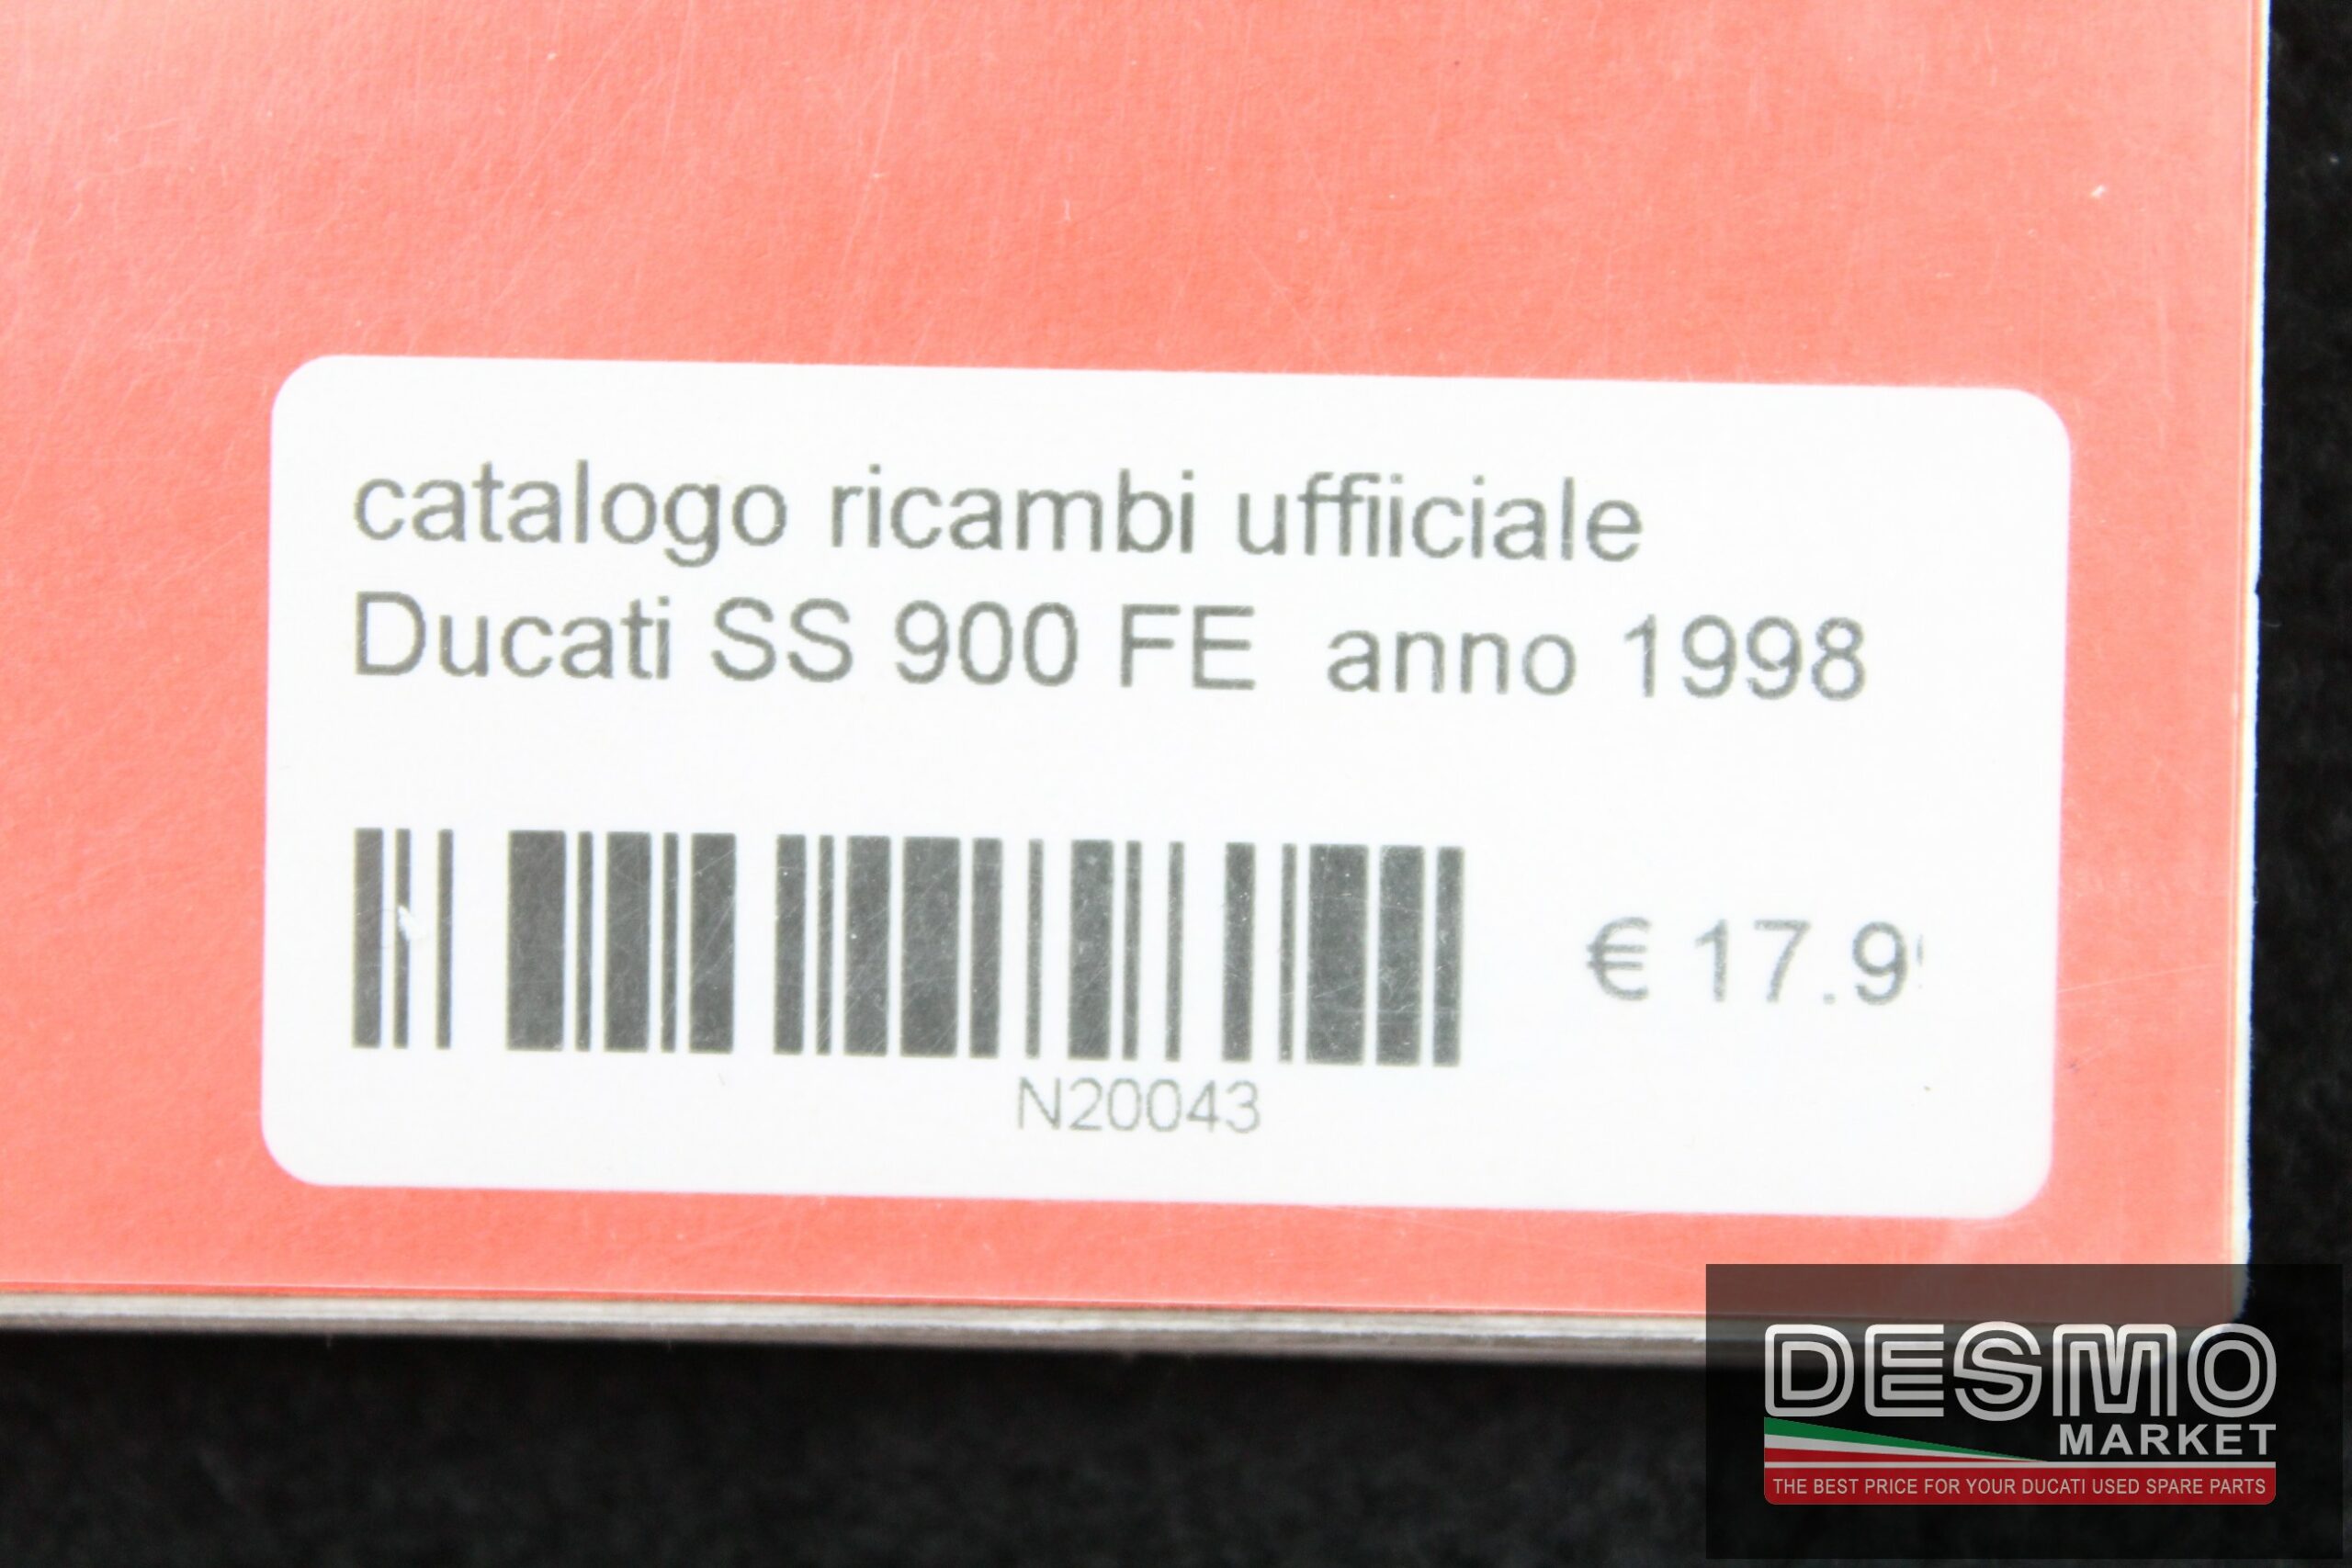 catalogo ricambi uffiiciale
Ducati SS 900 FE anno 1998
€ 17.9
N20043
DESMO
MARKET
THE BEST PRICE FOR YOUR DUCATI USED SPARE PARTS